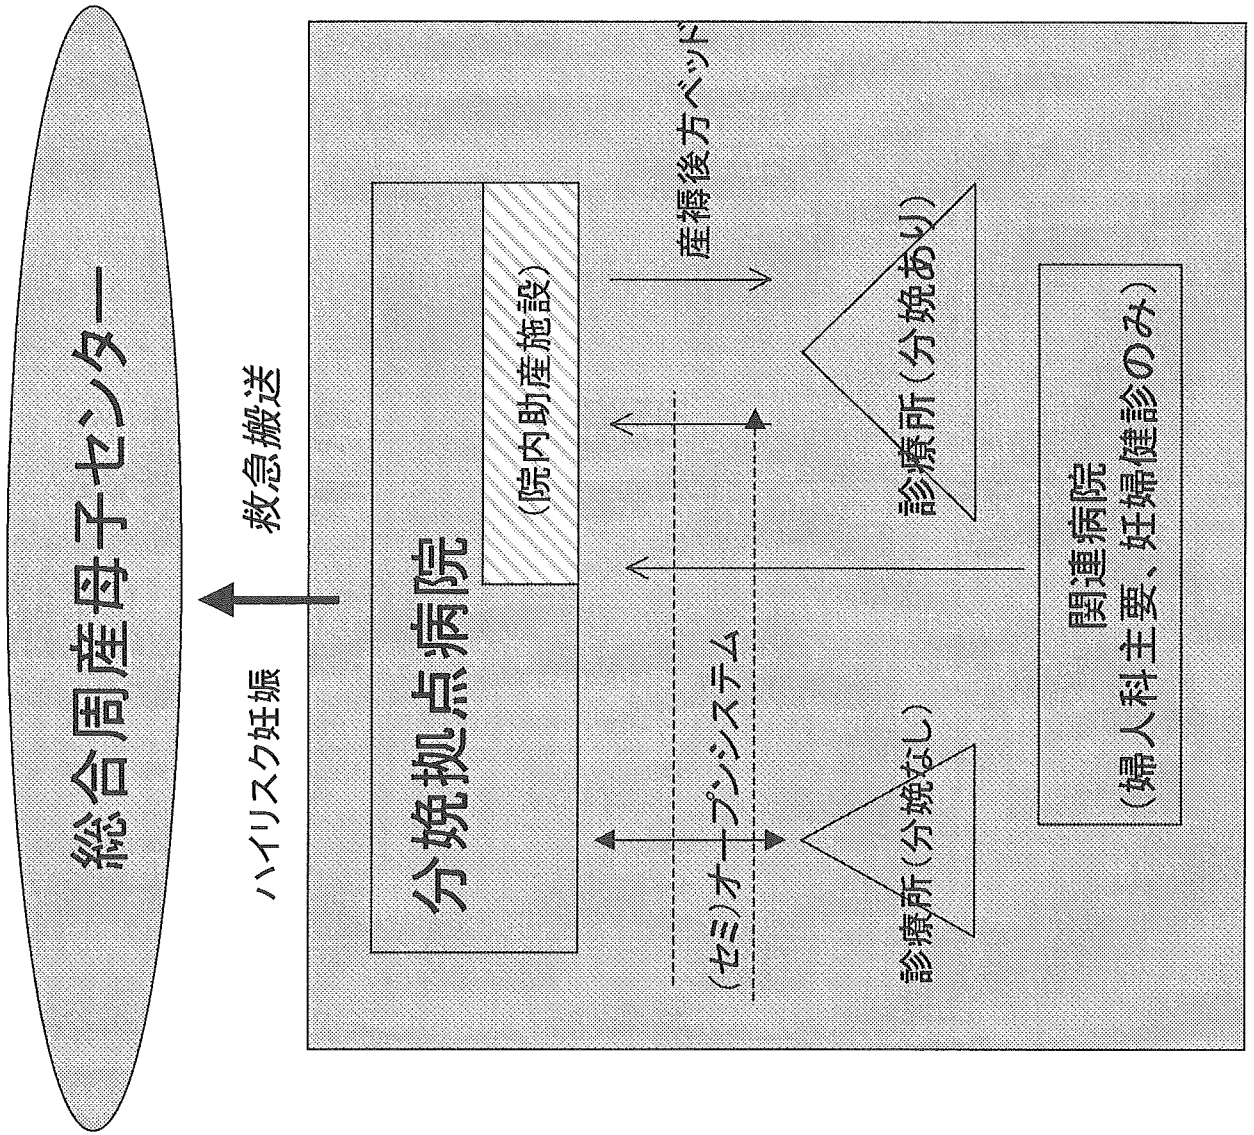 総合周産母子センター
ハイリスク妊娠
救急搬送
分娩拠点病院
(院内助産施設)
(セミ)オープンシステム
産褥後方ベッド
診療所(分娩なし)
診療所(分娩あり)
関連病院
(婦人科主要、妊婦健診のみ)